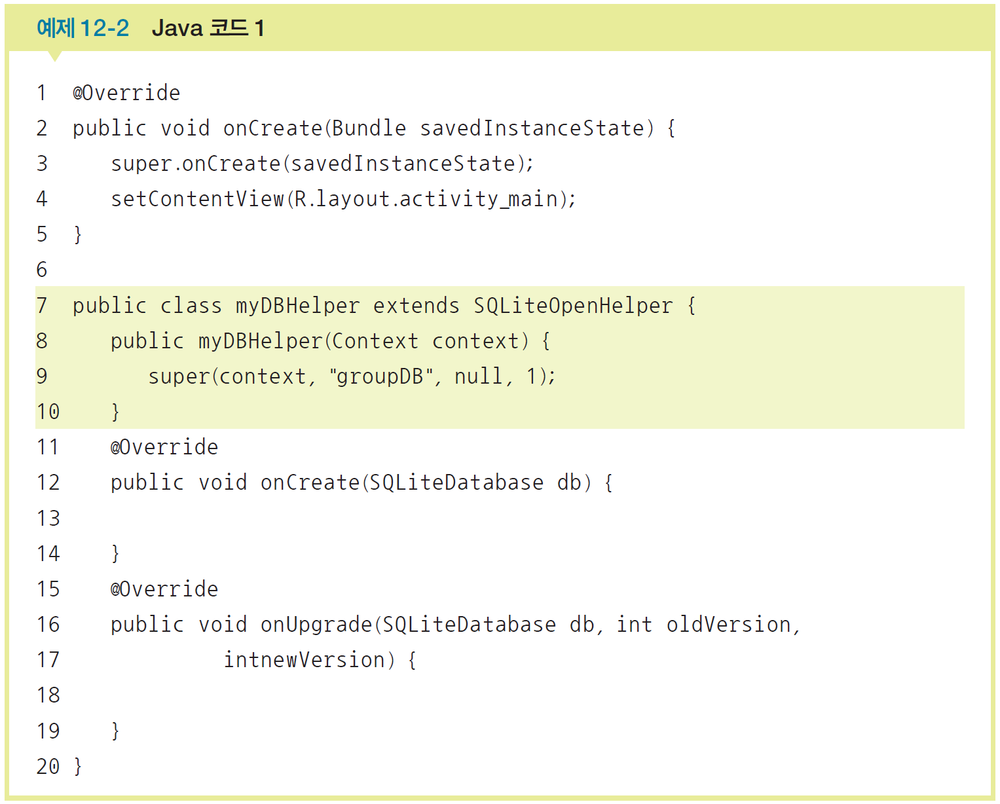 예제 12-2 Java 코드 1
1 @Override
2 public void onCreate(Bundle savedInstanceState) {
3 super.onCreate(savedInstanceState);
4 setContentView(R.layout.activity_main);
5 }
6
7 public class myDBHelper extends SQLiteOpenHelper {
8 public myDBHelper(Context context) {
9 super(context, "groupDB", null, 1);
10 }
11 @Override
12 public void onCreate(SQLiteDatabase db) {
13
14 }
15 @Override
16 public void onUpgrade(SQLiteDatabase db, int oldVersion,
17 intnewVersion) {
18
19 }
20 }